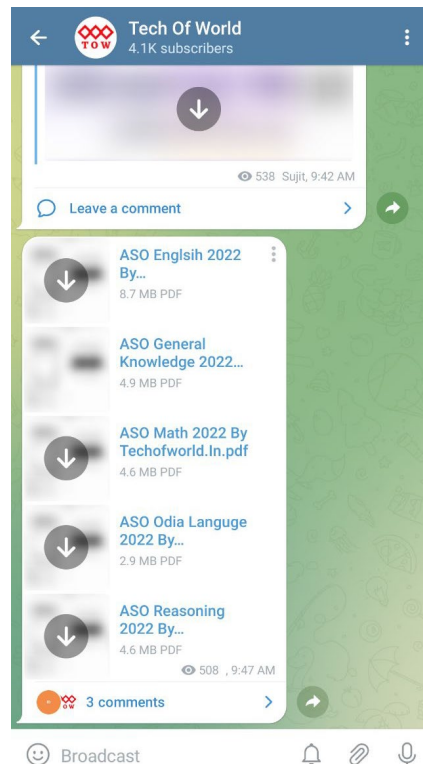 Tech Of World
TOW
4.1K subscribers
538 Sujit, 9:42 AM
Leave a comment
ASO Englsih 2022
By...
8.7 MB PDF
ASO General
Knowledge 2022...
4.9 MB PDF
ASO Math 2022 By
Techofworld.In.pdf
4.6 MB PDF
ASO Odia Languge
2022 By...
2.9 MB PDF
ASO Reasoning
2022 By...
4.6 MB PDF
508 , 9:47 AM
TOW
3 comments
Broadcast